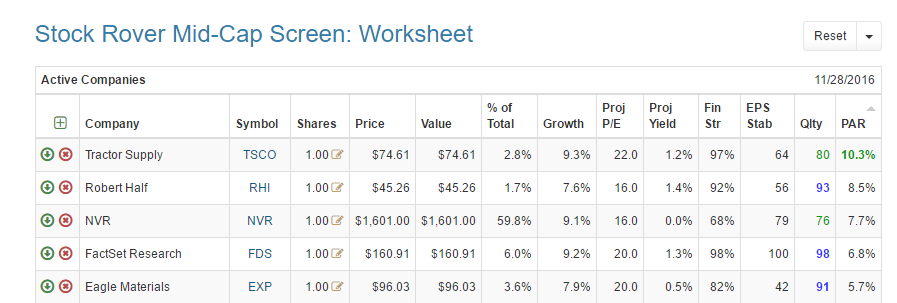 Stock Rover Mid-Cap Screen: Worksheet
Reset
Active Companies 11/28/2016
Company Symbol Shares Price Value % of Total Growth Proj P/E Proj Yield Fin Str EPS Stab Qlty PAR
Tractor Supply TSCO 1.00 $74.61 $74.61 2.8% 9.3% 22.0 1.2% 97% 64 80 10.3%
Robert Half RHI 1.00 $45.26 $45.26 1.7% 7.6% 16.0 1.4% 92% 56 93 8.5%
NVR NVR 1.00 $1,601.00 $1,601.00 59.8% 9.1% 16.0 0.0% 68% 79 76 7.7%
FactSet Research FDS 1.00 $160.91 $160.91 6.0% 9.2% 20.0 1.3% 98% 100 98 6.8%
Eagle Materials EXP 1.00 $96.03 $96.03 3.6% 7.9% 20.0 0.5% 82% 42 91 5.7%